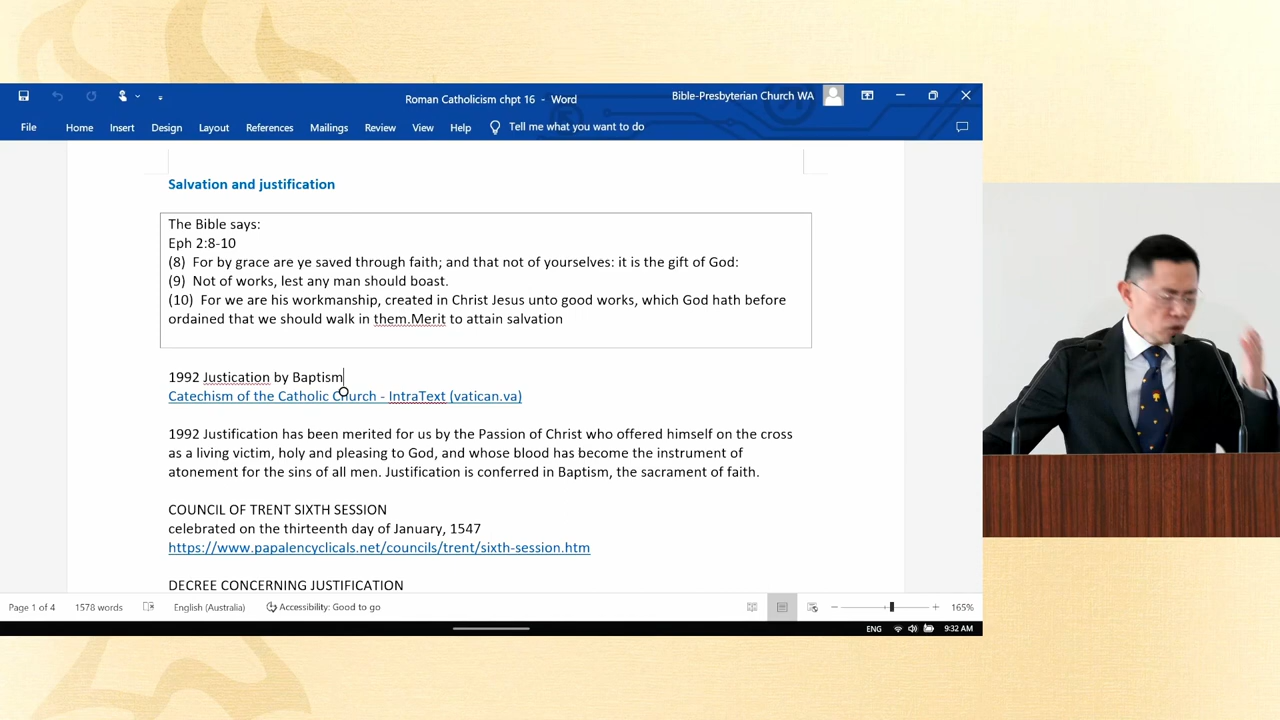 Roman Catholicism chpt 16 - Word
Bible-Presbyterian Church WA
File Home Insert Design Layout References Mailings Review View Help Tell me what you want to do
Salvation and justification
The Bible says:
Eph 2:8-10
(8) For by grace are ye saved through faith; and that not of yourselves: it is the gift of God:
(9) Not of works, lest any man should boast.
(10) For we are his workmanship, created in Christ Jesus unto good works, which God hath before
ordained that we should walk in them.Merit to attain salvation
1992 Justication by Baptism
Catechism of the Catholic Church - IntraText (vatican.va)
1992 Justification has been merited for us by the Passion of Christ who offered himself on the cross
as a living victim, holy and pleasing to God, and whose blood has become the instrument of
atonement for the sins of all men. Justification is conferred in Baptism, the sacrament of faith.
COUNCIL OF TRENT SIXTH SESSION
celebrated on the thirteenth day of January, 1547
https://www.papalencyclicals.net/councils/trent/sixth-session.htm
DECREE CONCERNING JUSTIFICATION
Page 1 of 4 1578 words English (Australia) Accessibility: Good to go 165%
ENG 9:32 AM